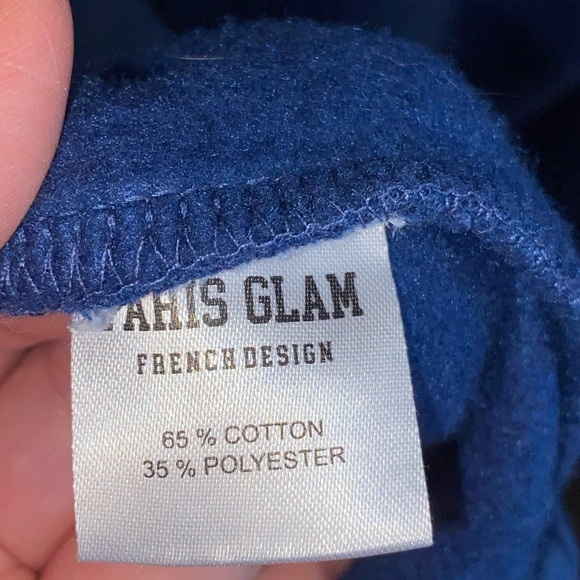 PARIS GLAM
FRENCH DESIGN
65 % COTTON
35 % POLYESTER